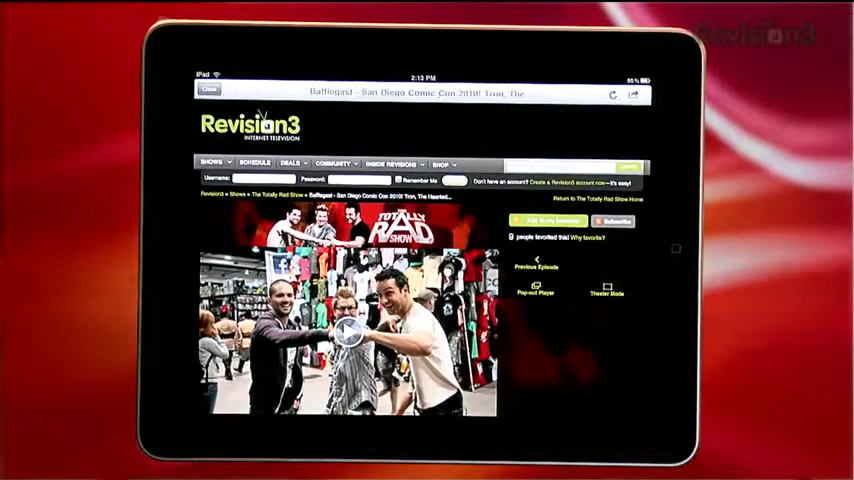 Revision3
iPad
2:13 PM
85%
Close
Bafflegast - San Diego Comic Con 2010! Tron, The...
Revision3
INTERNET TELEVISION
SHOWS SCHEDULE DEALS COMMUNITY INSIDE REVISION3 SHOP
Username: Password: Remember Me Don't have an account? Create a Revision3 account now—it's easy!
Revision3 » Shows » The Totally Rad Show » Bafflegast - San Diego Comic Con 2010! Tron, The Haunted...
Return to The Totally Rad Show Home
THE
TOTALLY
RAD
SHOW
Add to my favorites Subscribe
9 people favorited this! Why favorite?
Previous Episode
Pop-out Player Theater Mode